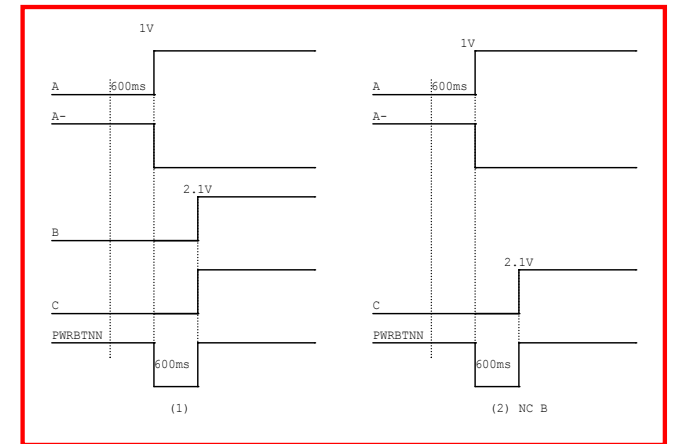 1V
A
600ms
A-
2.1V
B
C
PWRBTNN
600ms
(1)
1V
A
600ms
A-
2.1V
C
PWRBTNN
600ms
(2) NC B